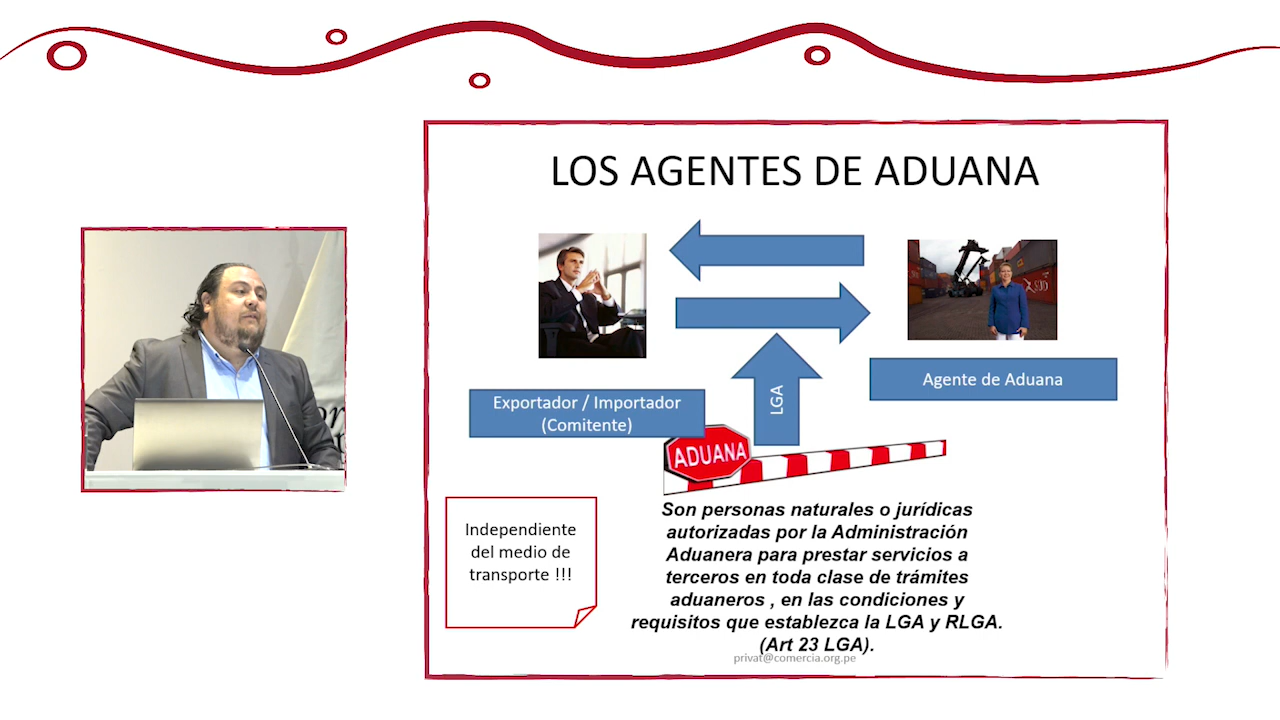 LOS AGENTES DE ADUANA
Exportador / Importador
(Comitente)
LGA
Agente de Aduana
ADUANA
Independiente
del medio de
transporte !!!
Son personas naturales o jurídicas
autorizadas por la Administración
Aduanera para prestar servicios a
terceros en toda clase de trámites
aduaneros , en las condiciones y
requisitos que establezca la LGA y RLGA.
(Art 23 LGA).
privat@comercia.org.pe